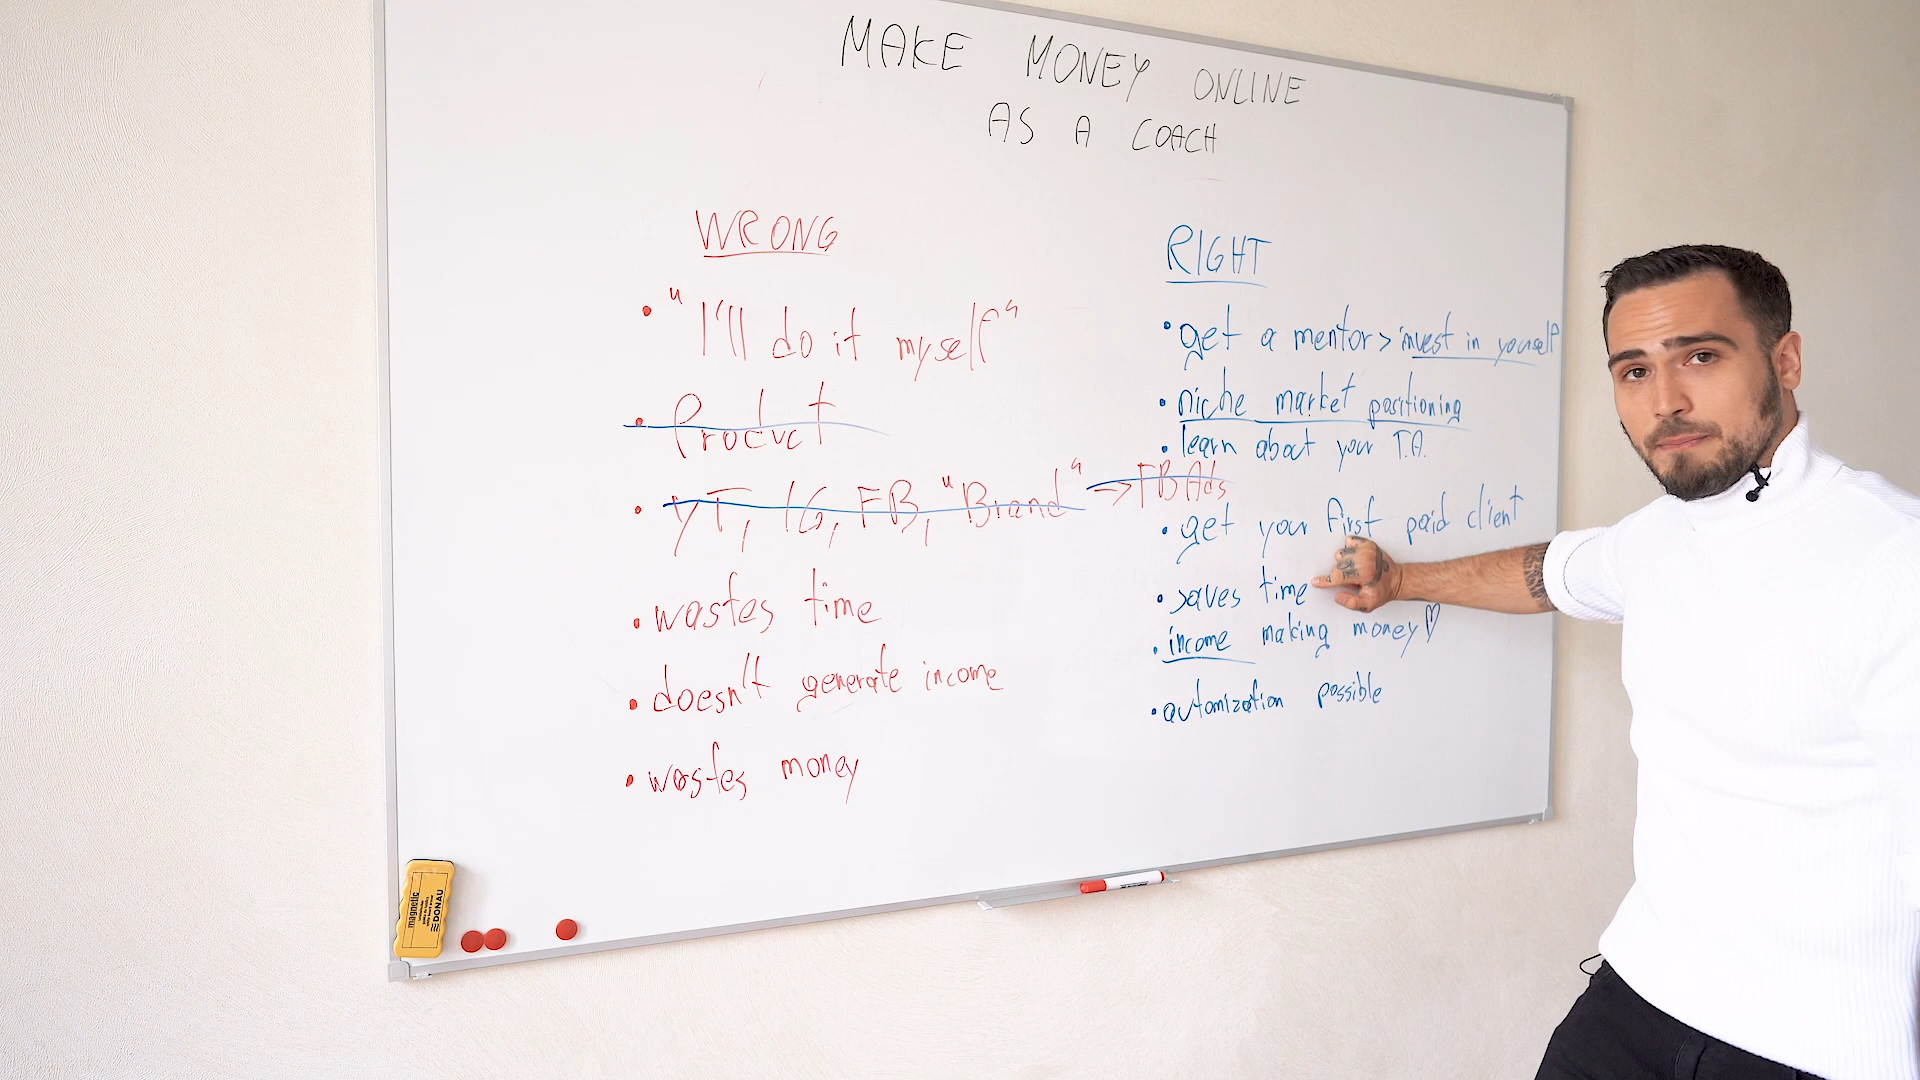 MAKE MONEY ONLINE
AS A COACH
WRONG
• "I'll do it myself"
• Product
• YT, IG, FB, "Brand" → FB Ads
• wastes time
• doesn't generate income
• wastes money
RIGHT
• get a mentor > invest in yourself
• niche market positioning
• learn about your T.A.
• get your first paid client
• saves time
• income making money♡
• automization possible
magnetic
DONAU